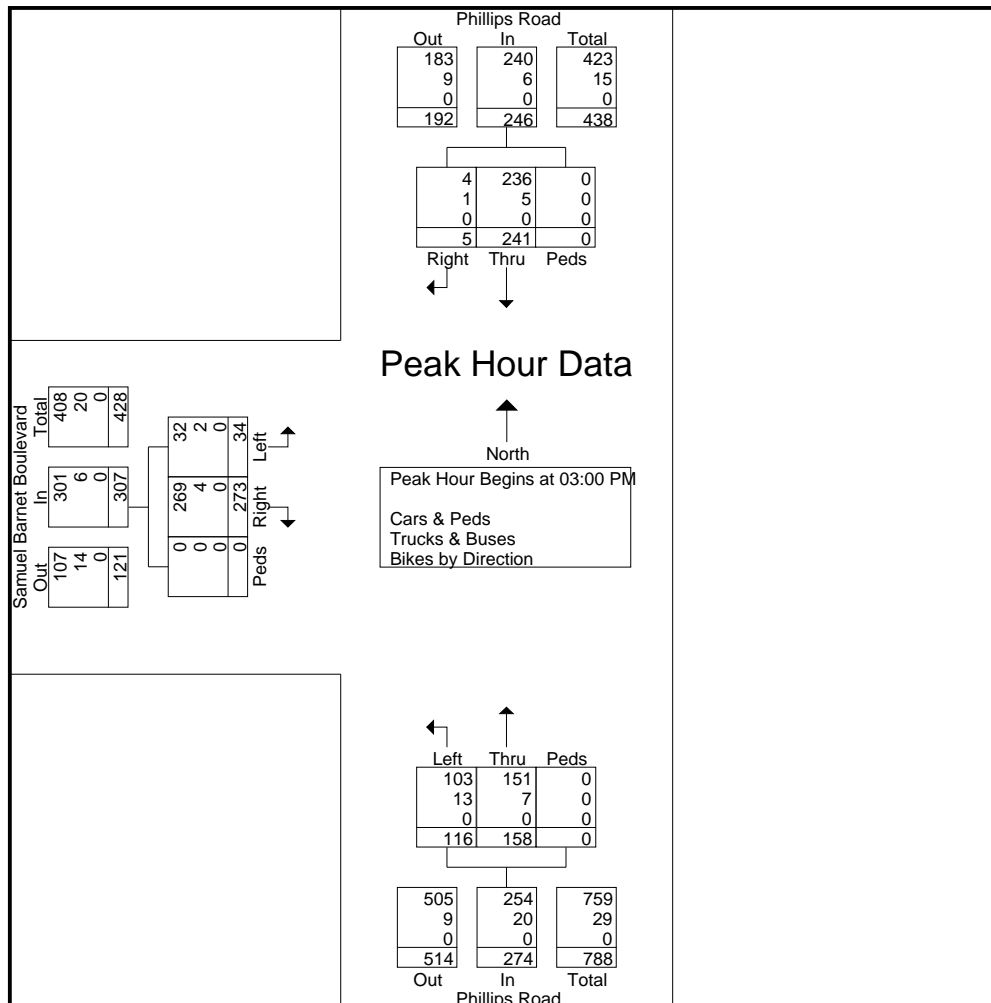 Phillips Road
Out In Total
183 240 423
9 6 15
0 0 0
192 246 438
4 236 0
1 5 0
0 0 0
5 241 0
Right Thru Peds
Peak Hour Data
North
Peak Hour Begins at 03:00 PM
Cars & Peds
Trucks & Buses
Bikes by Direction
Samuel Barnet Boulevard
Out In Total
107 301 408
14 6 20
0 0 0
121 307 428
0 269 32
0 4 2
0 0 0
0 273 34
Peds Right Left
Left Thru Peds
103 151 0
13 7 0
0 0 0
116 158 0
505 254 759
9 20 29
0 0 0
514 274 788
Out In Total
Phillips Road